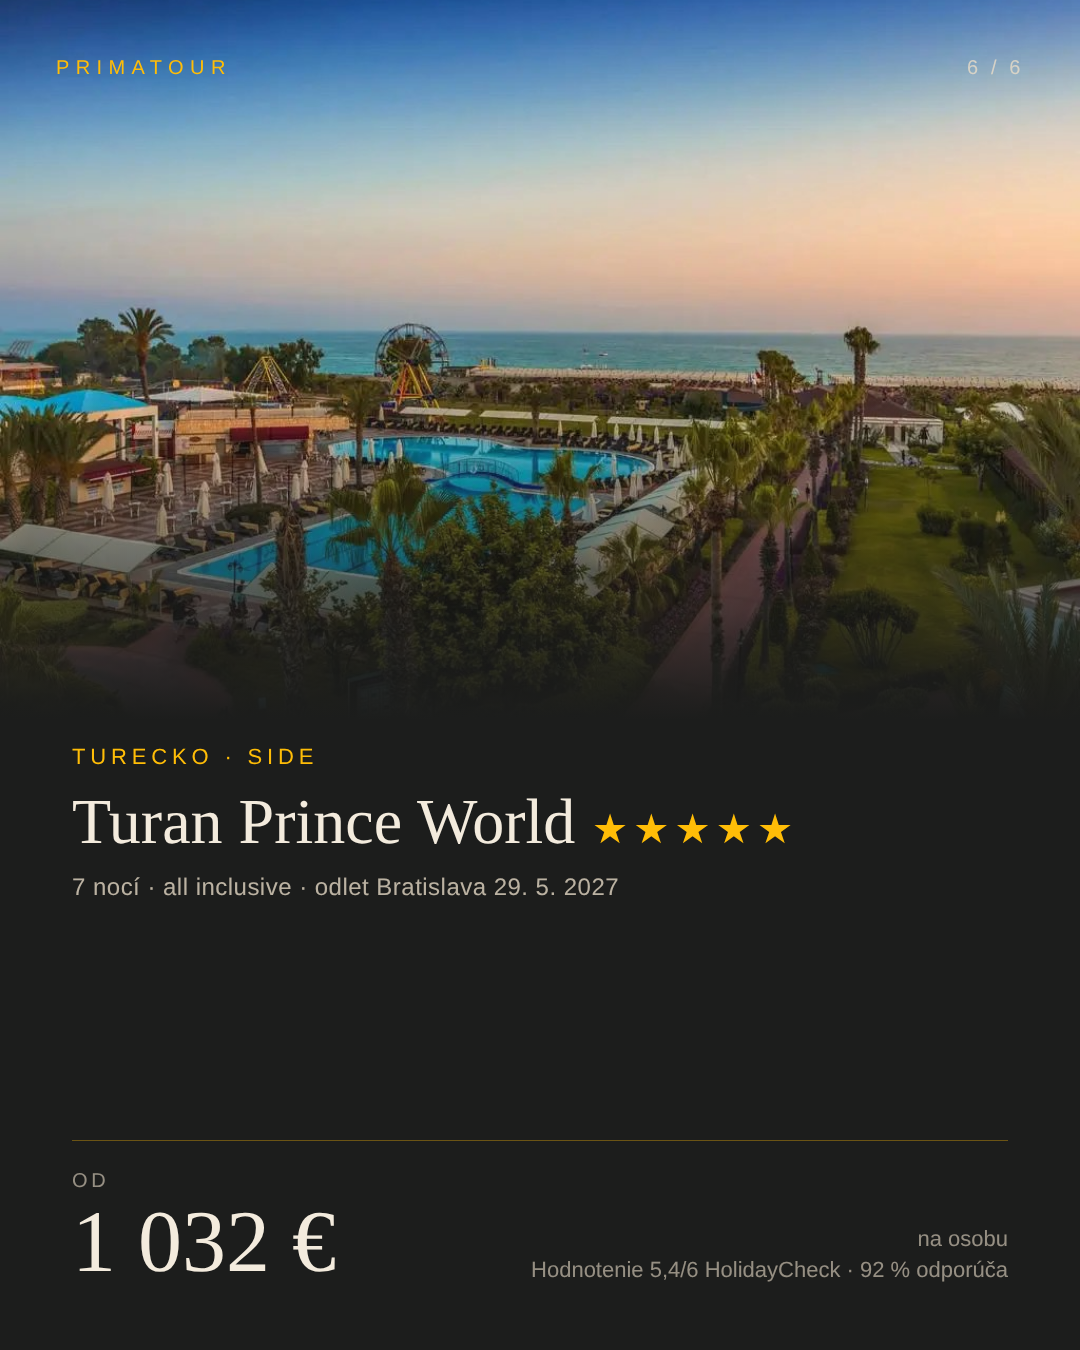 PRIMATOUR
6 / 6
TURECKO · SIDE
Turan Prince World ★★★★★
7 nocí · all inclusive · odlet Bratislava 29. 5. 2027
OD
1 032 €
na osobu
Hodnotenie 5,4/6 HolidayCheck · 92 % odporúča